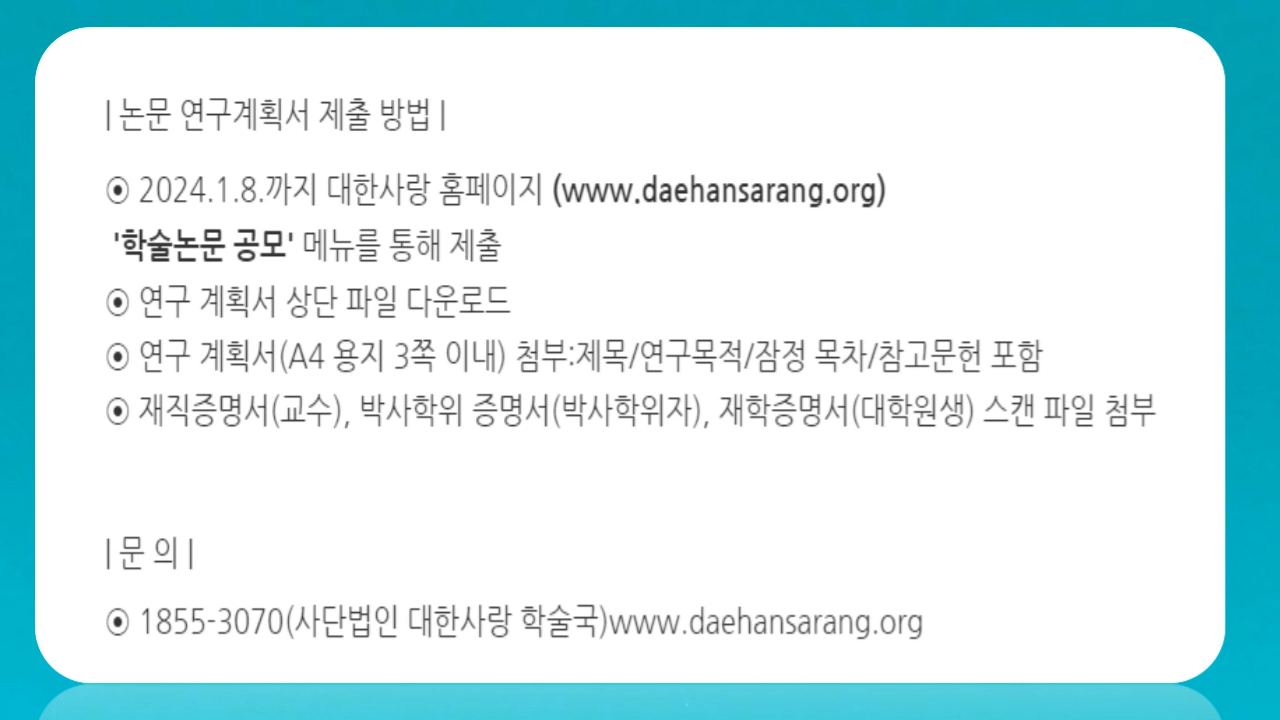 | 논문 연구계획서 제출 방법 |
⦿ 2024.1.8.까지 대한사랑 홈페이지 (www.daehansarang.org)
'학술논문 공모' 메뉴를 통해 제출
⦿ 연구 계획서 상단 파일 다운로드
⦿ 연구 계획서(A4 용지 3쪽 이내) 첨부:제목/연구목적/잠정 목차/참고문헌 포함
⦿ 재직증명서(교수), 박사학위 증명서(박사학위자), 재학증명서(대학원생) 스캔 파일 첨부
| 문 의 |
⦿ 1855-3070(사단법인 대한사랑 학술국)www.daehansarang.org